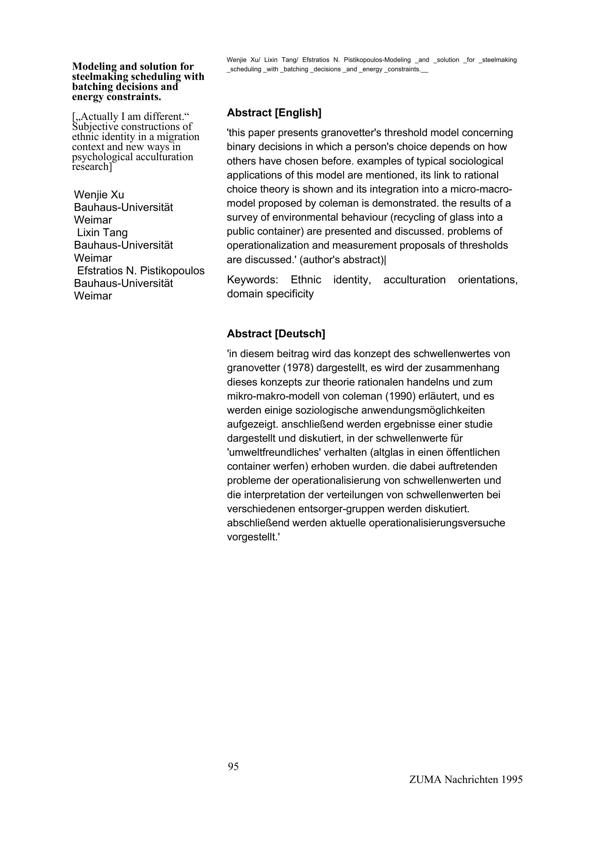 Wenjie Xu/ Lixin Tang/ Efstratios N. Pistikopoulos-Modeling _and _solution _for _steelmaking
_scheduling _with _batching _decisions _and _energy _constraints.__
Modeling and solution for
steelmaking scheduling with
batching decisions and
energy constraints.
[„Actually I am different.“
Subjective constructions of
ethnic identity in a migration
context and new ways in
psychological acculturation
research]
Wenjie Xu
Bauhaus-Universität
Weimar
Lixin Tang
Bauhaus-Universität
Weimar
Efstratios N. Pistikopoulos
Bauhaus-Universität
Weimar
Abstract [English]
'this paper presents granovetter's threshold model concerning
binary decisions in which a person's choice depends on how
others have chosen before. examples of typical sociological
applications of this model are mentioned, its link to rational
choice theory is shown and its integration into a micro-macro-
model proposed by coleman is demonstrated. the results of a
survey of environmental behaviour (recycling of glass into a
public container) are presented and discussed. problems of
operationalization and measurement proposals of thresholds
are discussed.' (author's abstract)|
Keywords: Ethnic identity, acculturation orientations,
domain specificity
Abstract [Deutsch]
'in diesem beitrag wird das konzept des schwellenwertes von
granovetter (1978) dargestellt, es wird der zusammenhang
dieses konzepts zur theorie rationalen handelns und zum
mikro-makro-modell von coleman (1990) erläutert, und es
werden einige soziologische anwendungsmöglichkeiten
aufgezeigt. anschließend werden ergebnisse einer studie
dargestellt und diskutiert, in der schwellenwerte für
'umweltfreundliches' verhalten (altglas in einen öffentlichen
container werfen) erhoben wurden. die dabei auftretenden
probleme der operationalisierung von schwellenwerten und
die interpretation der verteilungen von schwellenwerten bei
verschiedenen entsorger-gruppen werden diskutiert.
abschließend werden aktuelle operationalisierungsversuche
vorgestellt.'
95
ZUMA Nachrichten 1995